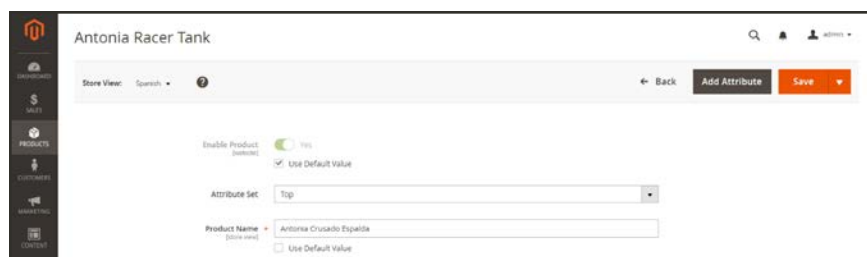 Antonia Racer Tank
admin
DASHBOARD
Store View: Spanish
?
Back
Add Attribute
Save
$
SALES
PRODUCTS
Enable Product
Yes
[website]
Use Default Value
CUSTOMERS
Attribute Set
Top
MARKETING
Product Name *
Antonia Crusado Espalda
[store view]
CONTENT
Use Default Value